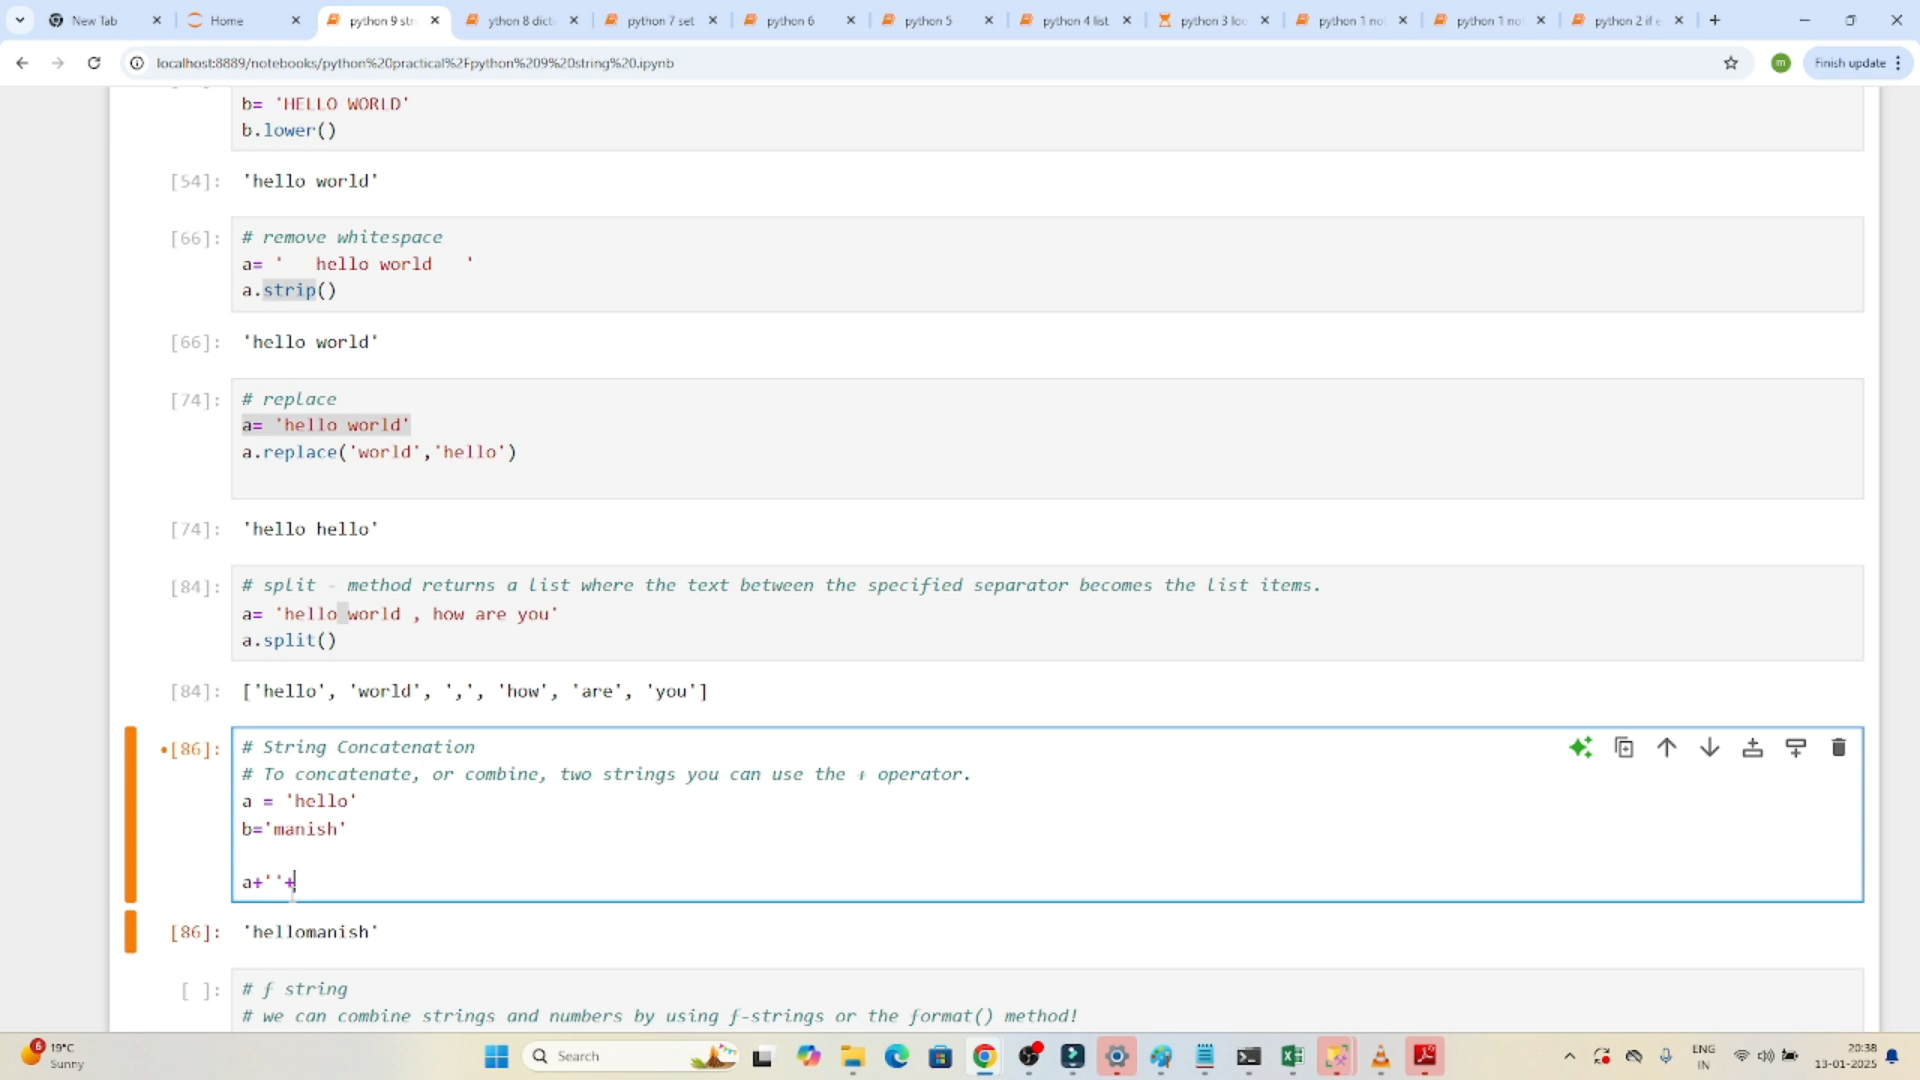 New Tab
Home
python 9 str
ython 8 dicti
python 7 set
python 6
python 5
python 4 list
python 3 loo
python 1 no
python 1 no
python 2 if e
localhost:8889/notebooks/python%20practical%2Fpython%209%20string%20.ipynb
m
Finish update
b= 'HELLO WORLD'
b.lower()
[54]: 'hello world'
[66]: # remove whitespace
a= '   hello world   '
a.strip()
[66]: 'hello world'
[74]: # replace
a= 'hello world'
a.replace('world','hello')
[74]: 'hello hello'
[84]: # split - method returns a list where the text between the specified separator becomes the list items.
a= 'hello world , how are you'
a.split()
[84]: ['hello', 'world', ',', 'how', 'are', 'you']
•[86]: # String Concatenation
# To concatenate, or combine, two strings you can use the + operator.
a = 'hello'
b='manish'
a+''+
[86]: 'hellomanish'
[ ]: # f string
# we can combine strings and numbers by using f-strings or the format() method!
6
19°C
Sunny
Search
ENG
IN
20:38
13-01-2025